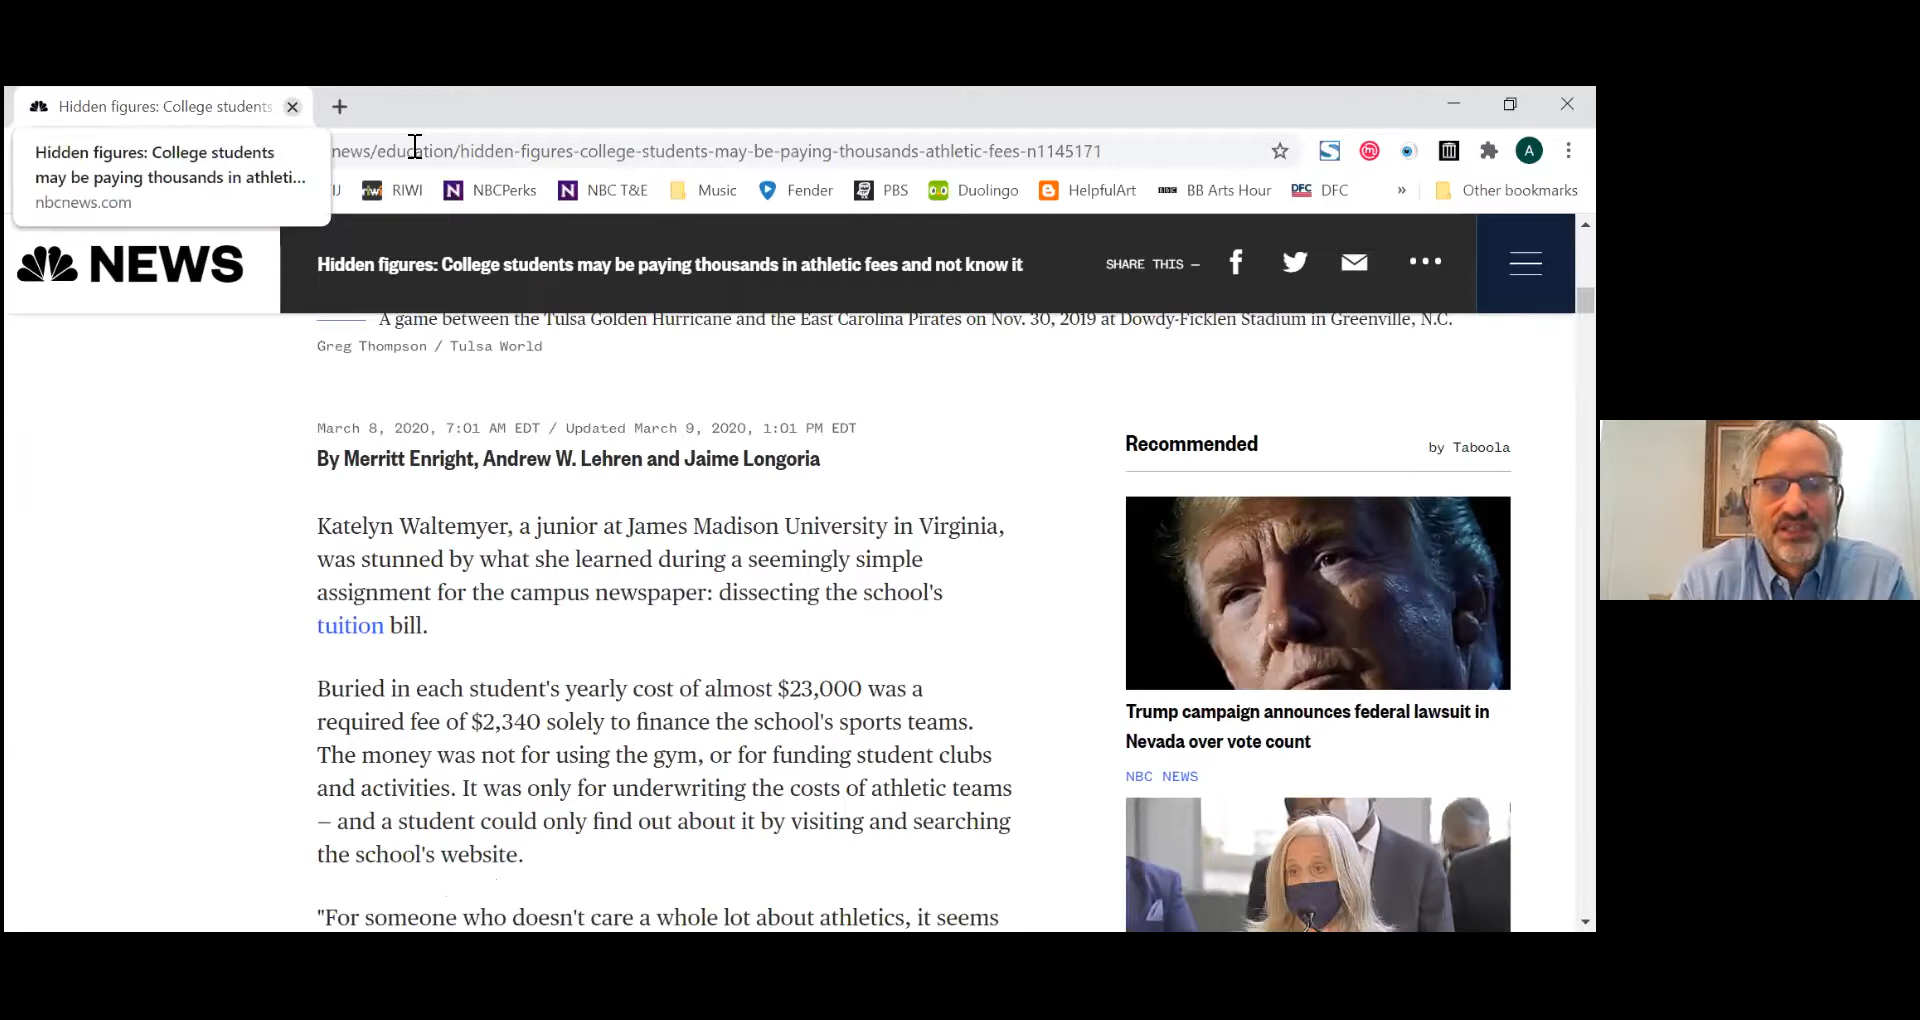 Hidden figures: College students
Hidden figures: College students
may be paying thousands in athleti...
nbcnews.com
news/education/hidden-figures-college-students-may-be-paying-thousands-athletic-fees-n1145171
A
IJ
RIWI
NBCPerks
NBC T&E
Music
Fender
PBS
Duolingo
HelpfulArt
BB Arts Hour
DFC
DFC
»
Other bookmarks
NEWS
Hidden figures: College students may be paying thousands in athletic fees and not know it
SHARE THIS —
A game between the Tulsa Golden Hurricane and the East Carolina Pirates on Nov. 30, 2019 at Dowdy-Ficklen Stadium in Greenville, N.C.
Greg Thompson / Tulsa World
March 8, 2020, 7:01 AM EDT / Updated March 9, 2020, 1:01 PM EDT
By Merritt Enright, Andrew W. Lehren and Jaime Longoria
Katelyn Waltemyer, a junior at James Madison University in Virginia,
was stunned by what she learned during a seemingly simple
assignment for the campus newspaper: dissecting the school's
tuition bill.
Buried in each student's yearly cost of almost $23,000 was a
required fee of $2,340 solely to finance the school's sports teams.
The money was not for using the gym, or for funding student clubs
and activities. It was only for underwriting the costs of athletic teams
— and a student could only find out about it by visiting and searching
the school's website.
"For someone who doesn't care a whole lot about athletics, it seems
Recommended
by Taboola
Trump campaign announces federal lawsuit in
Nevada over vote count
NBC NEWS